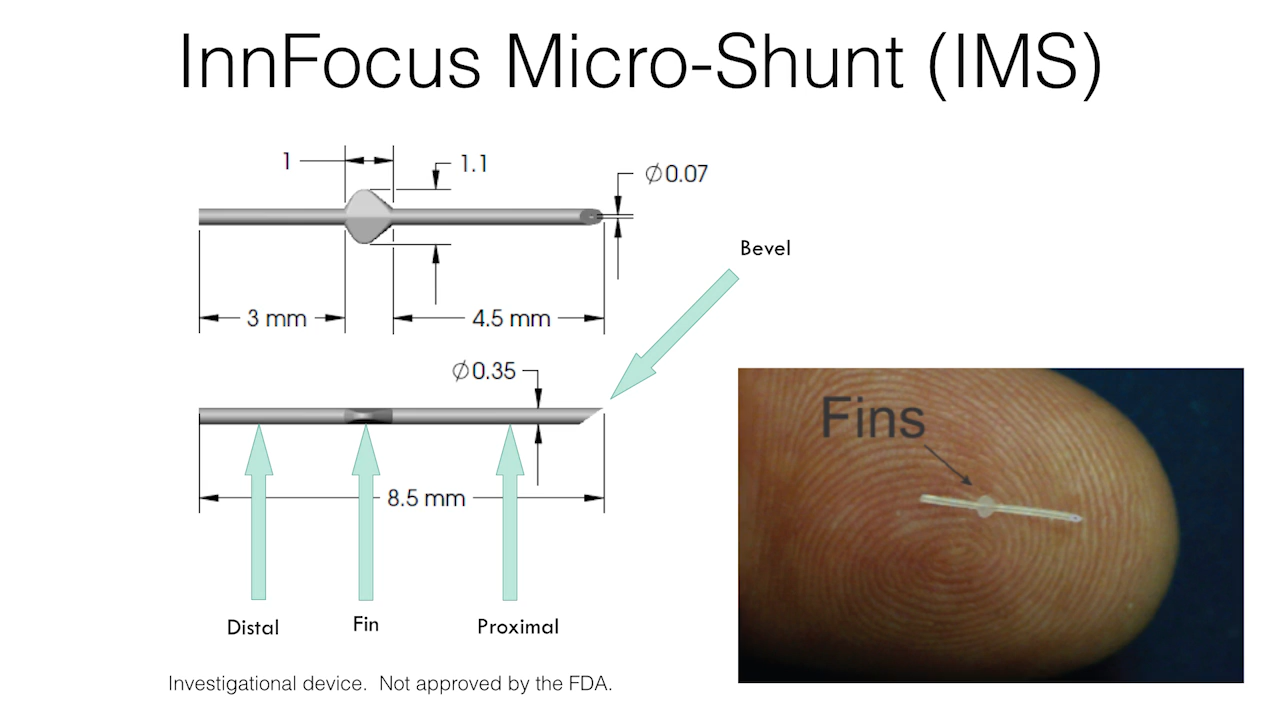 InnFocus Micro-Shunt (IMS)
1
1.1
∅0.07
Bevel
3 mm
4.5 mm
∅0.35
Fins
8.5 mm
Distal
Fin
Proximal
Investigational device. Not approved by the FDA.